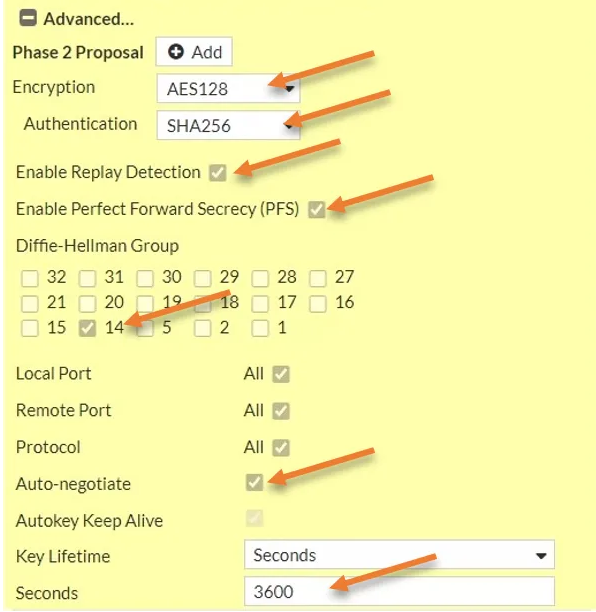 Advanced...
Phase 2 Proposal Add
Encryption AES128
Authentication SHA256
Enable Replay Detection
Enable Perfect Forward Secrecy (PFS)
Diffie-Hellman Group
32 31 30 29 28 27
21 20 19 18 17 16
15 14 5 2 1
Local Port All
Remote Port All
Protocol All
Auto-negotiate
Autokey Keep Alive
Key Lifetime Seconds
Seconds 3600